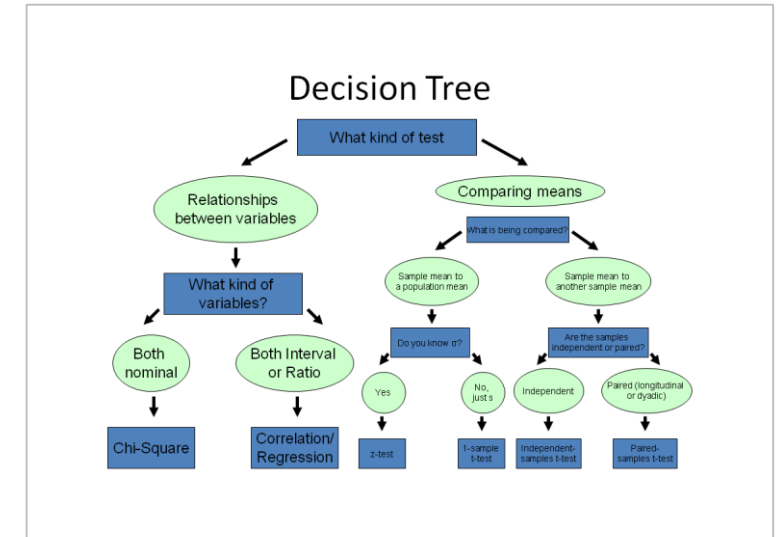 Decision Tree
What kind of test
Relationships
between variables
Comparing means
What is being compared?
What kind of
variables?
Sample mean to
a population mean
Sample mean to
another sample mean
Do you know σ?
Are the samples
independent or paired?
Both
nominal
Both Interval
or Ratio
Yes
No,
just s
Independent
Paired (longitudinal
or dyadic)
Chi-Square
Correlation/
Regression
z-test
1-sample
t-test
Independent-
samples t-test
Paired-
samples t-test